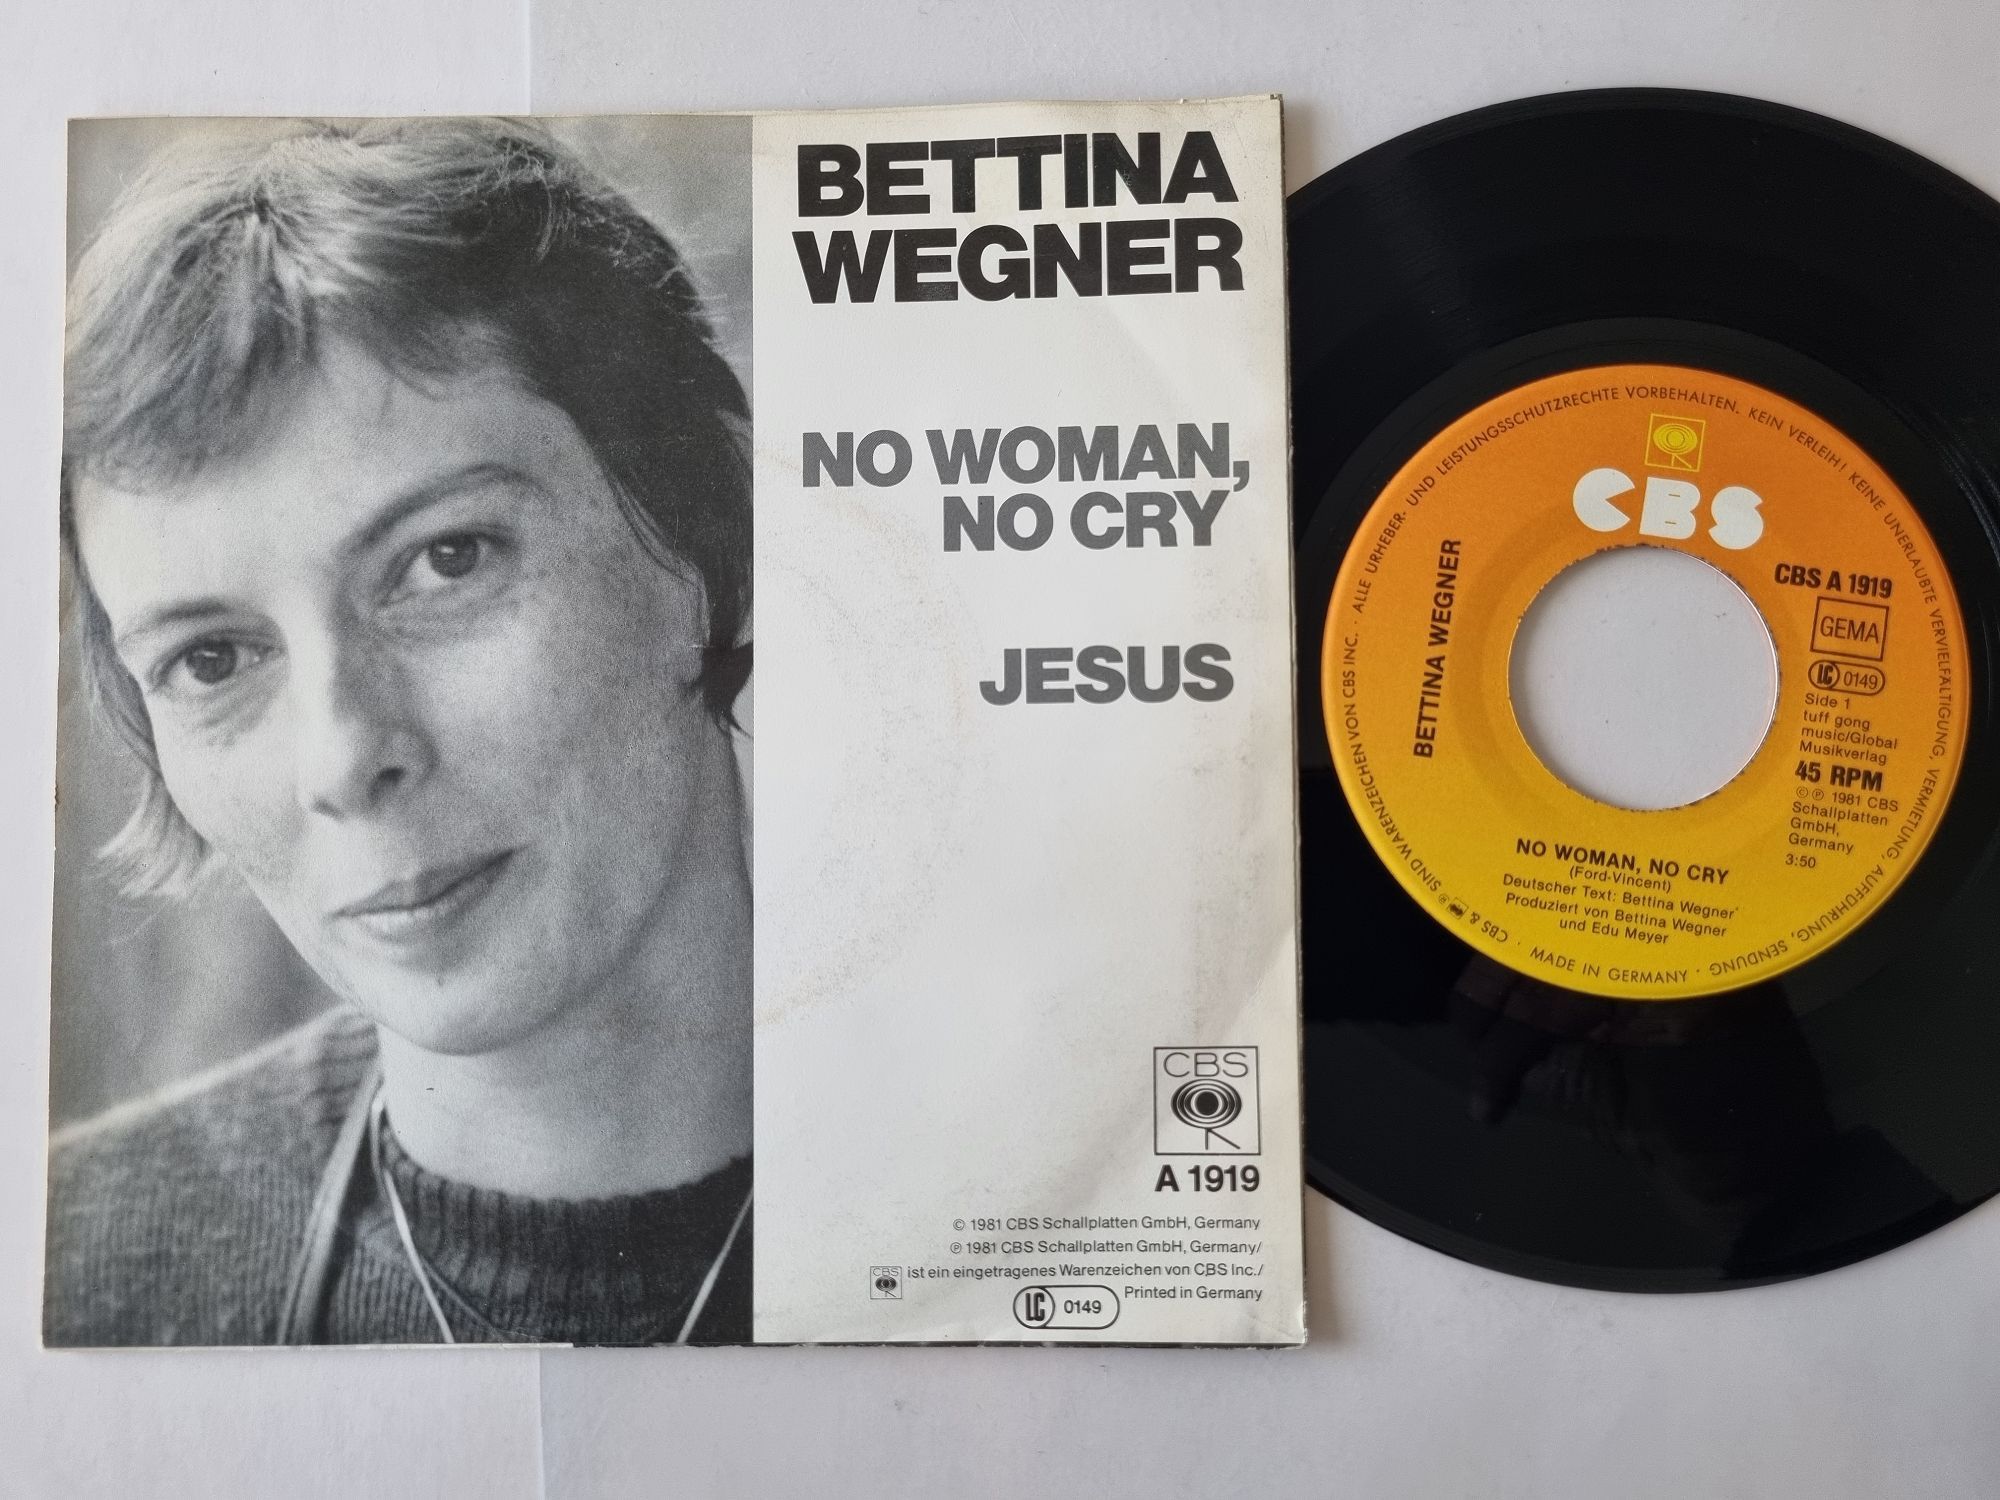 BETTINA
WEGNER
NO WOMAN,
NO CRY
JESUS
CBS
A 1919
© 1981 CBS Schallplatten GmbH, Germany
℗ 1981 CBS Schallplatten GmbH, Germany/
CBS ist ein eingetragenes Warenzeichen von CBS Inc./
Printed in Germany
LC 0149
ALLE URHEBER- UND LEISTUNGSSCHUTZRECHTE VORBEHALTEN. KEIN VERLEIH! KEINE UNERLAUBTE VERVIELFÄLTIGUNG, VERMIETUNG, AUFFÜHRUNG, SENDUNG · MADE IN GERMANY · CBS & ℗ SIND WARENZEICHEN VON CBS INC. ·
CBS
BETTINA WEGNER
CBS A 1919
GEMA
LC 0149
Side 1
tuff gong
music/Global
Musikverlag
45 RPM
© ℗ 1981 CBS
Schallplatten
GmbH,
Germany
3:50
NO WOMAN, NO CRY
(Ford-Vincent)
Deutscher Text: Bettina Wegner
Produziert von Bettina Wegner
und Edu Meyer